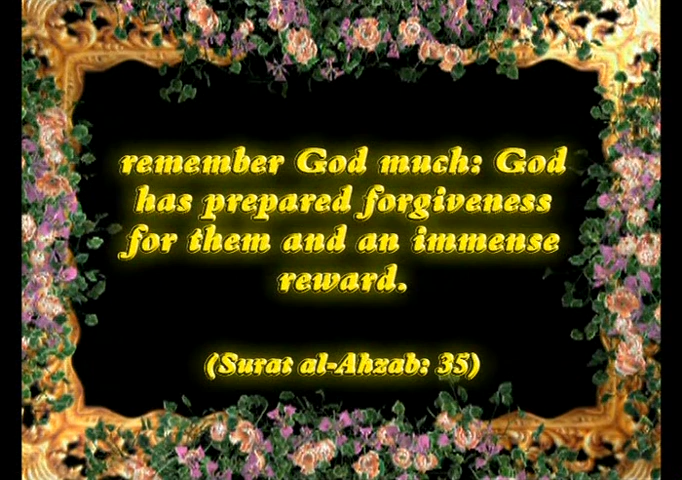 remember God much: God
has prepared forgiveness
for them and an immense
reward.
(Surat al-Ahzab: 35)